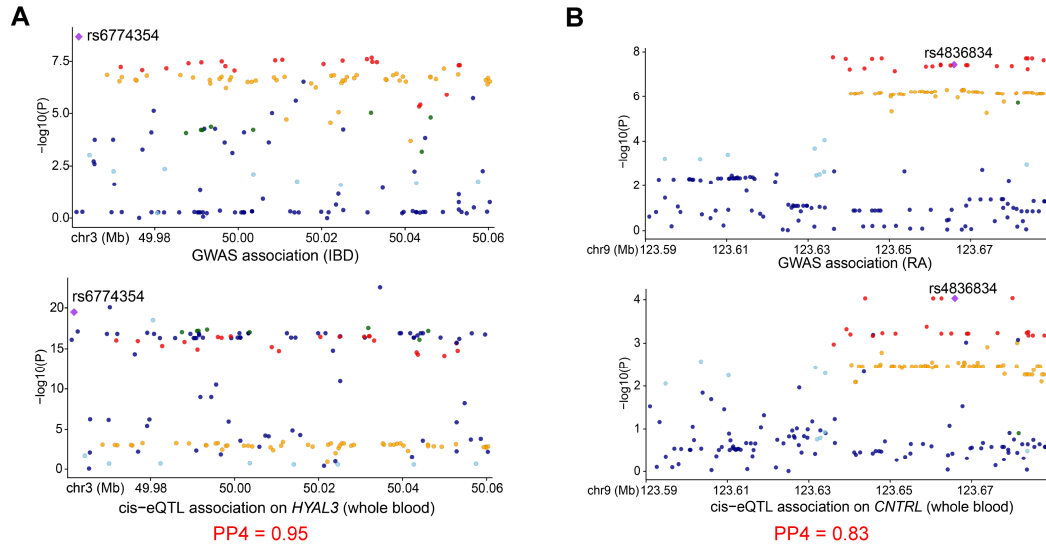 A
rs6774354
7.5
5.0
2.5
0.0
−log10(P)
chr3 (Mb) 49.98 50.00 50.02 50.04 50.06
GWAS association (IBD)
rs6774354
20
15
10
5
0
−log10(P)
chr3 (Mb) 49.98 50.00 50.02 50.04 50.06
cis−eQTL association on HYAL3 (whole blood)
PP4 = 0.95
B
rs4836834
8
6
4
2
0
−log10(P)
chr9 (Mb) 123.59 123.61 123.63 123.65 123.67
GWAS association (RA)
rs4836834
4
3
2
1
0
−log10(P)
chr9 (Mb) 123.59 123.61 123.63 123.65 123.67
cis−eQTL association on CNTRL (whole blood)
PP4 = 0.83